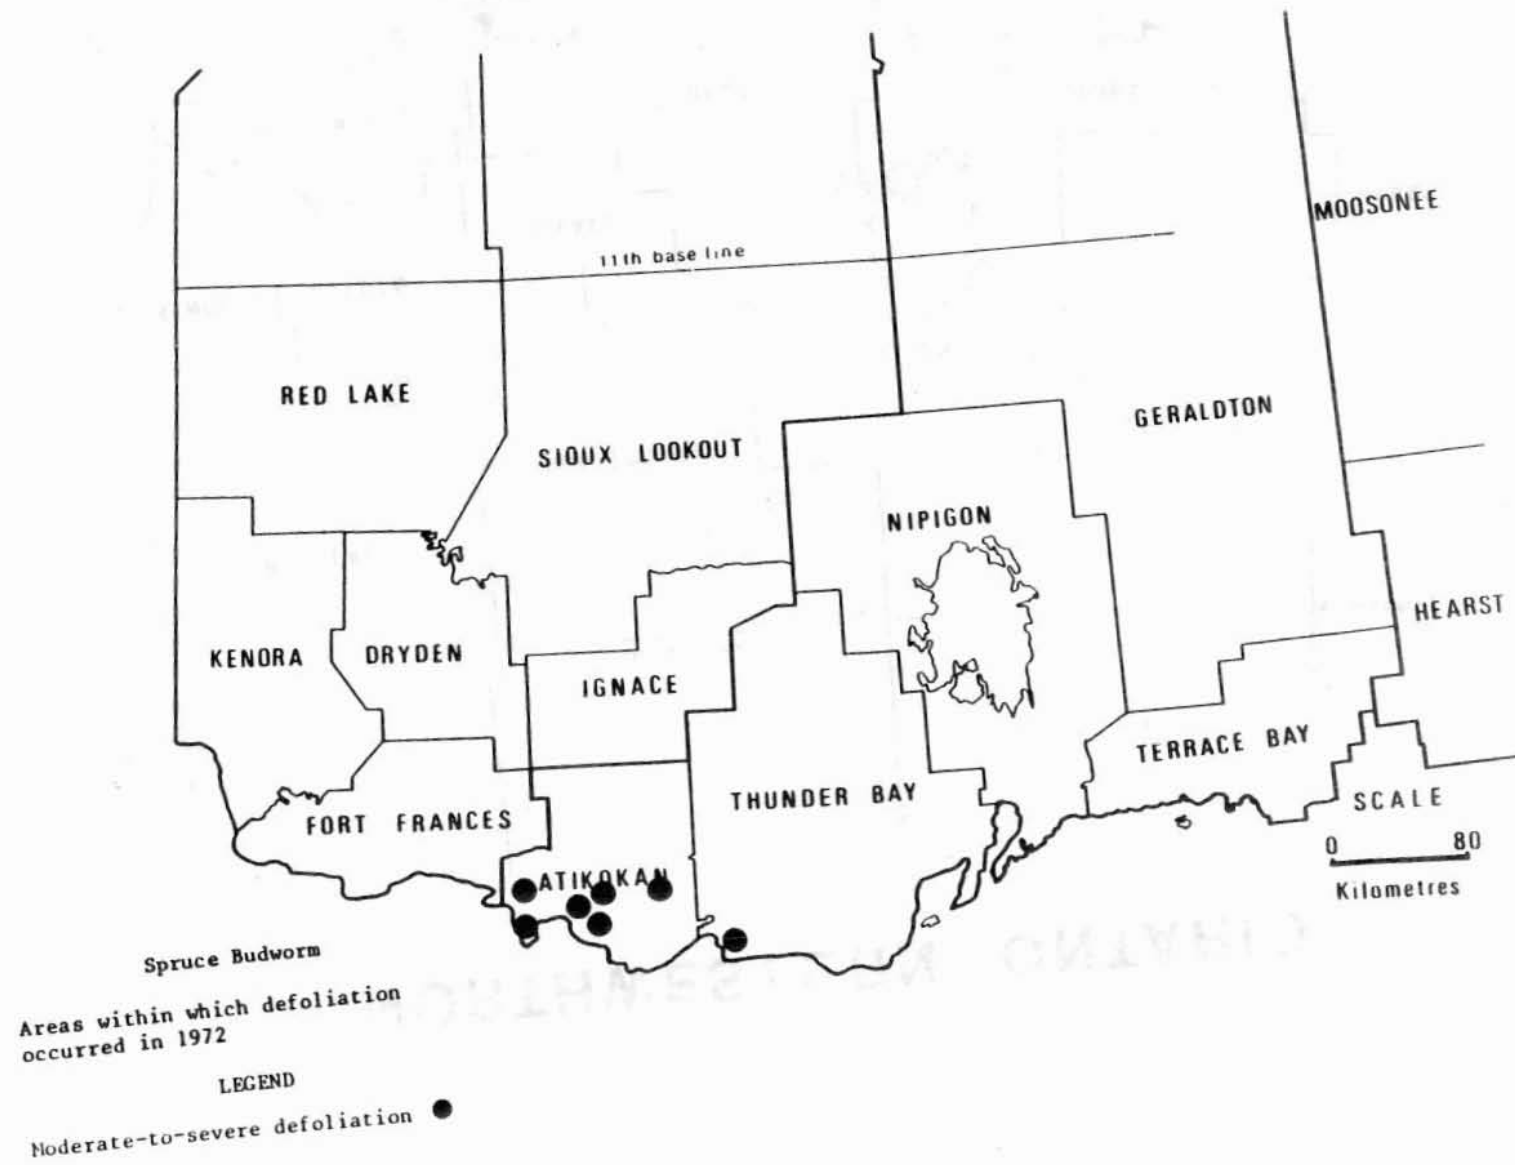 MOOSONEE
11th base line
RED LAKE
GERALDTON
SIOUX LOOKOUT
NIPIGON
HEARST
KENORA
DRYDEN
IGNACE
TERRACE BAY
THUNDER BAY
FORT FRANCES
SCALE
0 80
Kilometres
ATIKOKAN
Spruce Budworm
Areas within which defoliation
occurred in 1972
LEGEND
Moderate-to-severe defoliation
NORTHWESTERN ONTARIO